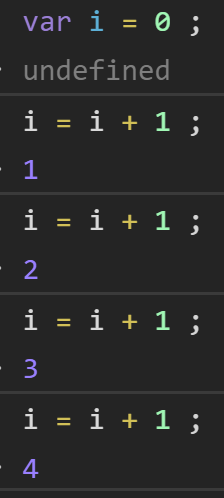 var i = 0 ;
undefined
i = i + 1 ;
1
i = i + 1 ;
2
i = i + 1 ;
3
i = i + 1 ;
4